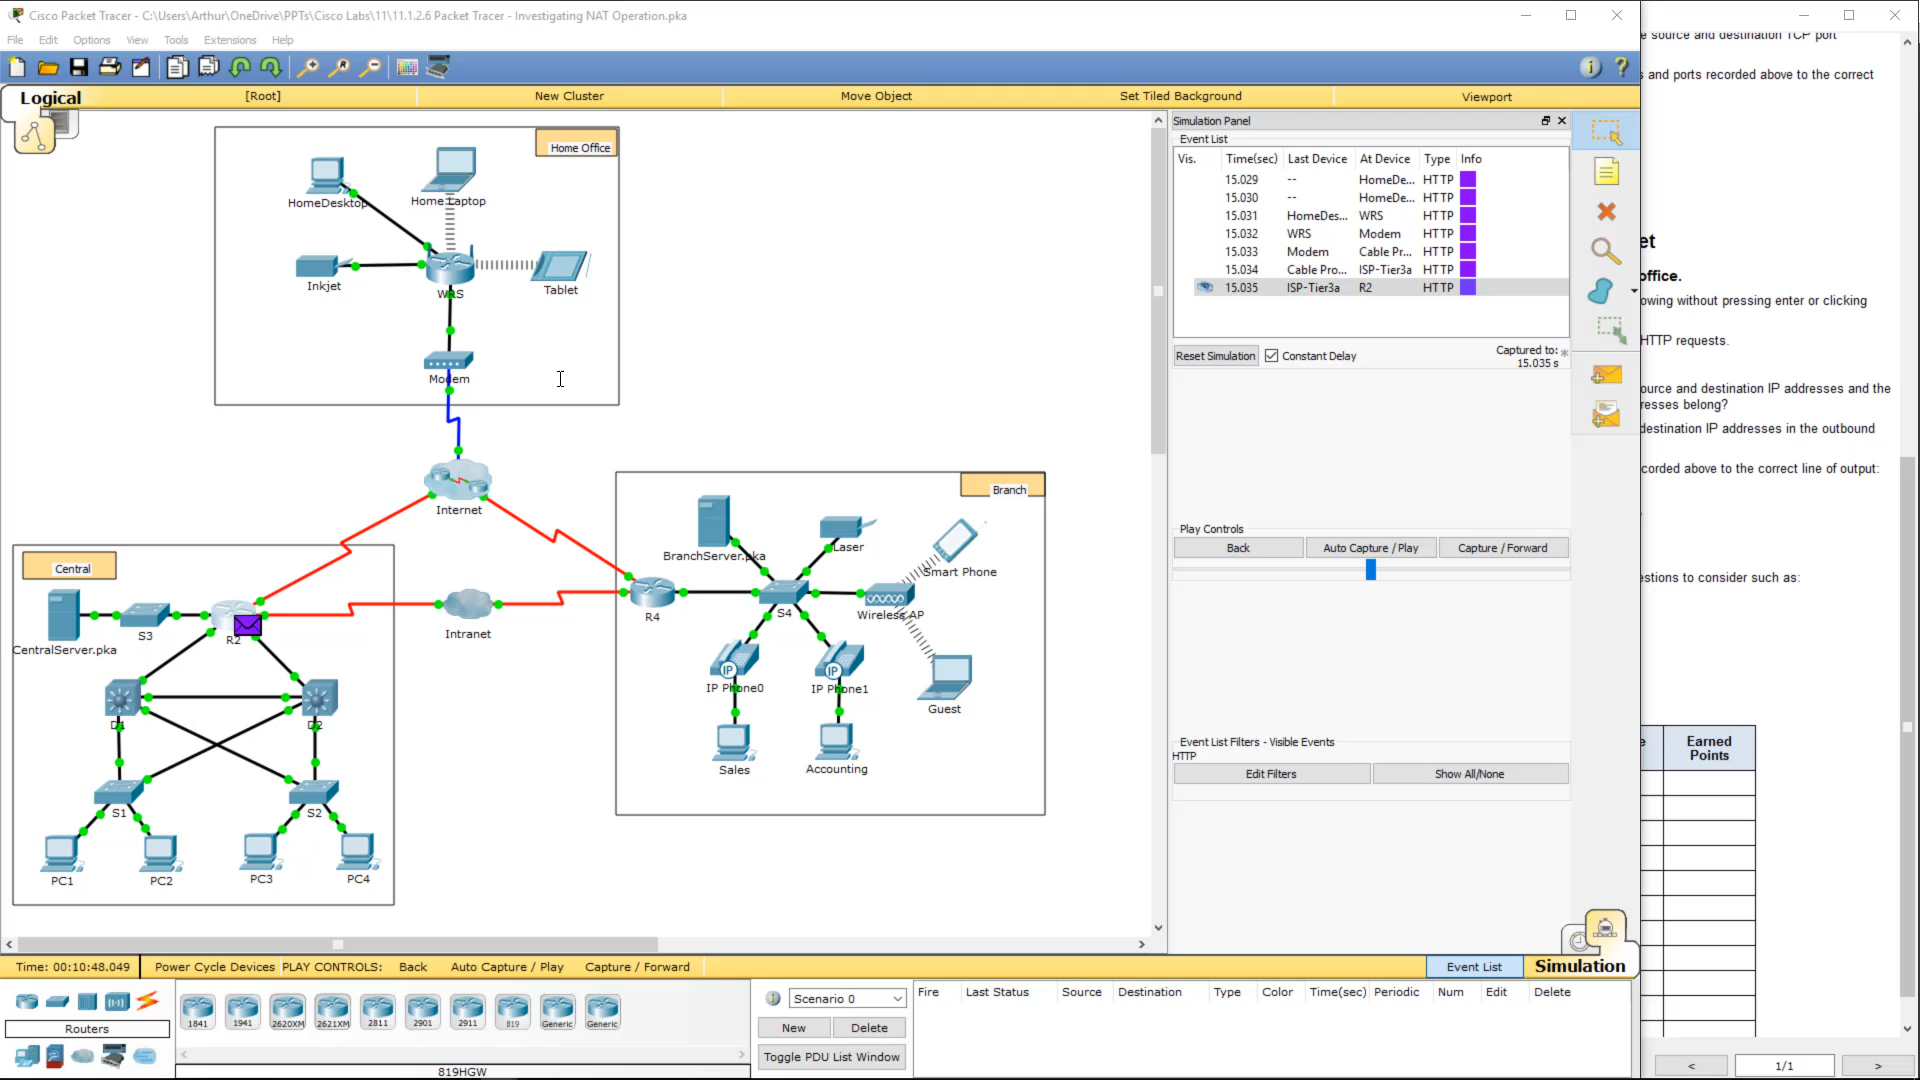 Cisco Packet Tracer - C:\Users\Arthur\OneDrive\PPTs\Cisco Labs\11\11.1.2.6 Packet Tracer - Investigating NAT Operation.pka
File Edit Options View Tools Extensions Help
Logical [Root] New Cluster Move Object Set Tiled Background Viewport
Home Office
HomeDesktop
Home Laptop
Inkjet
WRS
Tablet
Modem
Internet
Central
CentralServer.pka
S3
R2
Intranet
D1
D2
S1
S2
PC1
PC2
PC3
PC4
Branch
BranchServer.pka
Laser
Smart Phone
R4
S4
Wireless AP
IP
IP Phone0
IP
IP Phone1
Guest
Sales
Accounting
Simulation Panel
Event List
Vis. Time(sec) Last Device At Device Type Info
15.029 -- HomeDe... HTTP
15.030 -- HomeDe... HTTP
15.031 HomeDes... WRS HTTP
15.032 WRS Modem HTTP
15.033 Modem Cable Pr... HTTP
15.034 Cable Pro... ISP-Tier3a HTTP
15.035 ISP-Tier3a R2 HTTP
Reset Simulation Constant Delay Captured to: *
15.035 s
Play Controls
Back Auto Capture / Play Capture / Forward
Event List Filters - Visible Events
HTTP
Edit Filters Show All/None
e source and destination TCP port
s and ports recorded above to the correct
et
office.
owing without pressing enter or clicking
HTTP requests.
ource and destination IP addresses and the
resses belong?
destination IP addresses in the outbound
corded above to the correct line of output:
estions to consider such as:
e Earned
Points
Time: 00:10:48.049 Power Cycle Devices PLAY CONTROLS: Back Auto Capture / Play Capture / Forward Event List Simulation
Routers
1841 1941 2620XM 2621XM 2811 2901 2911 819 Generic Generic
819HGW
Scenario 0
New Delete
Toggle PDU List Window
Fire Last Status Source Destination Type Color Time(sec) Periodic Num Edit Delete
< 1/1 >